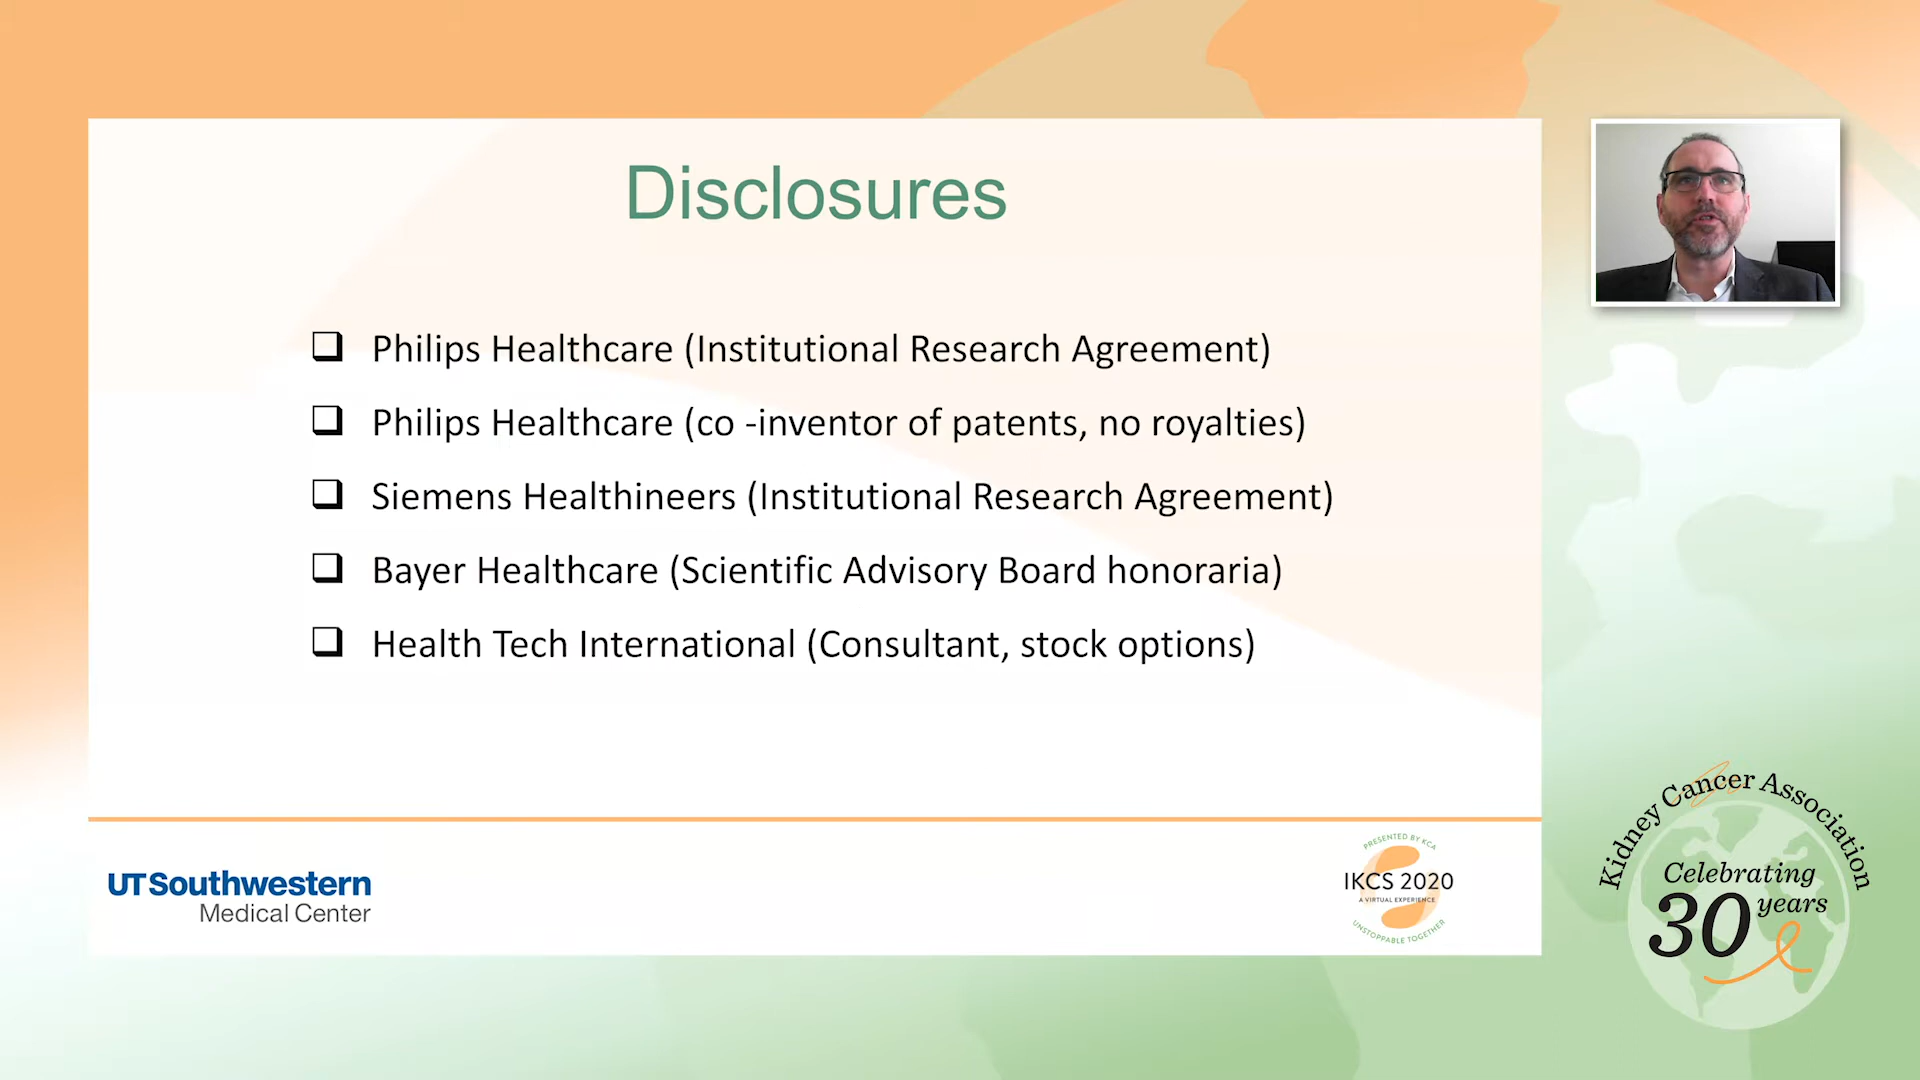 Disclosures
❑ Philips Healthcare (Institutional Research Agreement)
❑ Philips Healthcare (co -inventor of patents, no royalties)
❑ Siemens Healthineers (Institutional Research Agreement)
❑ Bayer Healthcare (Scientific Advisory Board honoraria)
❑ Health Tech International (Consultant, stock options)
UTSouthwestern
Medical Center
PRESENTED BY KCA
IKCS 2020
A VIRTUAL EXPERIENCE
UNSTOPPABLE TOGETHER
Kidney Cancer Association
Celebrating
30 years